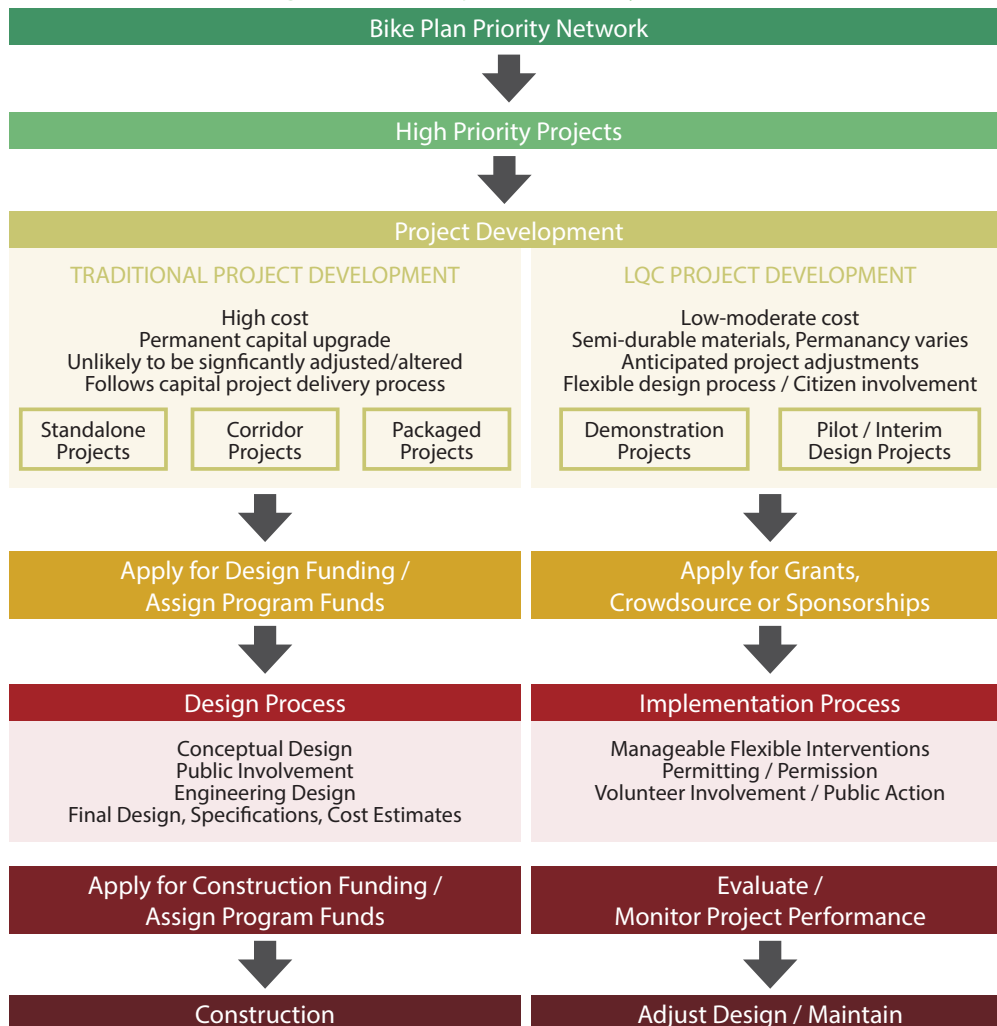 Bike Plan Priority Network
High Priority Projects
Project Development
TRADITIONAL PROJECT DEVELOPMENT
High cost
Permanent capital upgrade
Unlikely to be signficantly adjusted/altered
Follows capital project delivery process
Standalone
Projects
Corridor
Projects
Packaged
Projects
LQC PROJECT DEVELOPMENT
Low-moderate cost
Semi-durable materials, Permanancy varies
Anticipated project adjustments
Flexible design process / Citizen involvement
Demonstration
Projects
Pilot / Interim
Design Projects
Apply for Design Funding /
Assign Program Funds
Apply for Grants,
Crowdsource or Sponsorships
Design Process
Conceptual Design
Public Involvement
Engineering Design
Final Design, Specifications, Cost Estimates
Implementation Process
Manageable Flexible Interventions
Permitting / Permission
Volunteer Involvement / Public Action
Apply for Construction Funding /
Assign Program Funds
Evaluate /
Monitor Project Performance
Construction
Adjust Design / Maintain